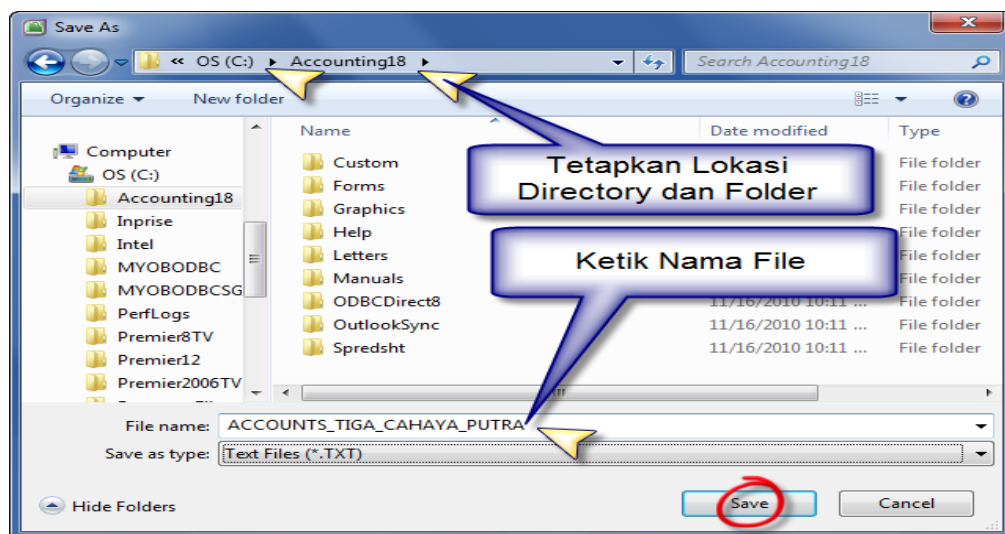 Save As
« OS (C:) ▸ Accounting18 ▸
Search Accounting18
Organize
New folder
Name
Date modified
Type
Computer
OS (C:)
Accounting18
Inprise
Intel
MYOBODBC
MYOBODBCSG
PerfLogs
Premier8TV
Premier12
Premier2006TV
Custom
File folder
Forms
File folder
Graphics
File folder
Help
File folder
Letters
File folder
Manuals
File folder
ODBCDirect8
11/16/2010 10:11 ...
File folder
OutlookSync
11/16/2010 10:11 ...
File folder
Spredsht
11/16/2010 10:11 ...
File folder
Tetapkan Lokasi
Directory dan Folder
Ketik Nama File
File name: ACCOUNTS_TIGA_CAHAYA_PUTRA
Save as type: Text Files (*.TXT)
Hide Folders
Save
Cancel